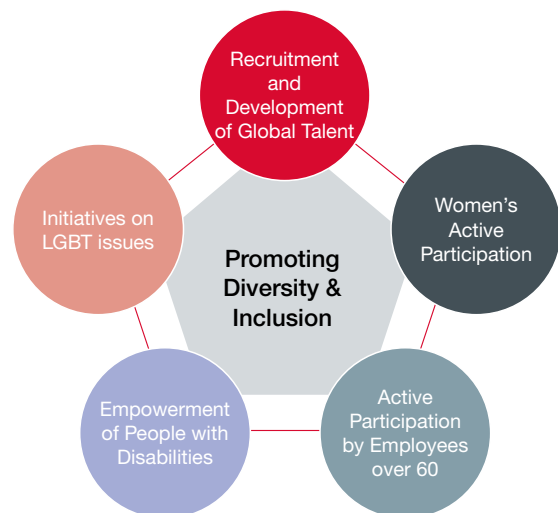 Recruitment
and
Development
of Global Talent
Initiatives on
LGBT issues
Women’s
Active
Participation
Promoting
Diversity &
Inclusion
Empowerment
of People with
Disabilities
Active
Participation
by Employees
over 60